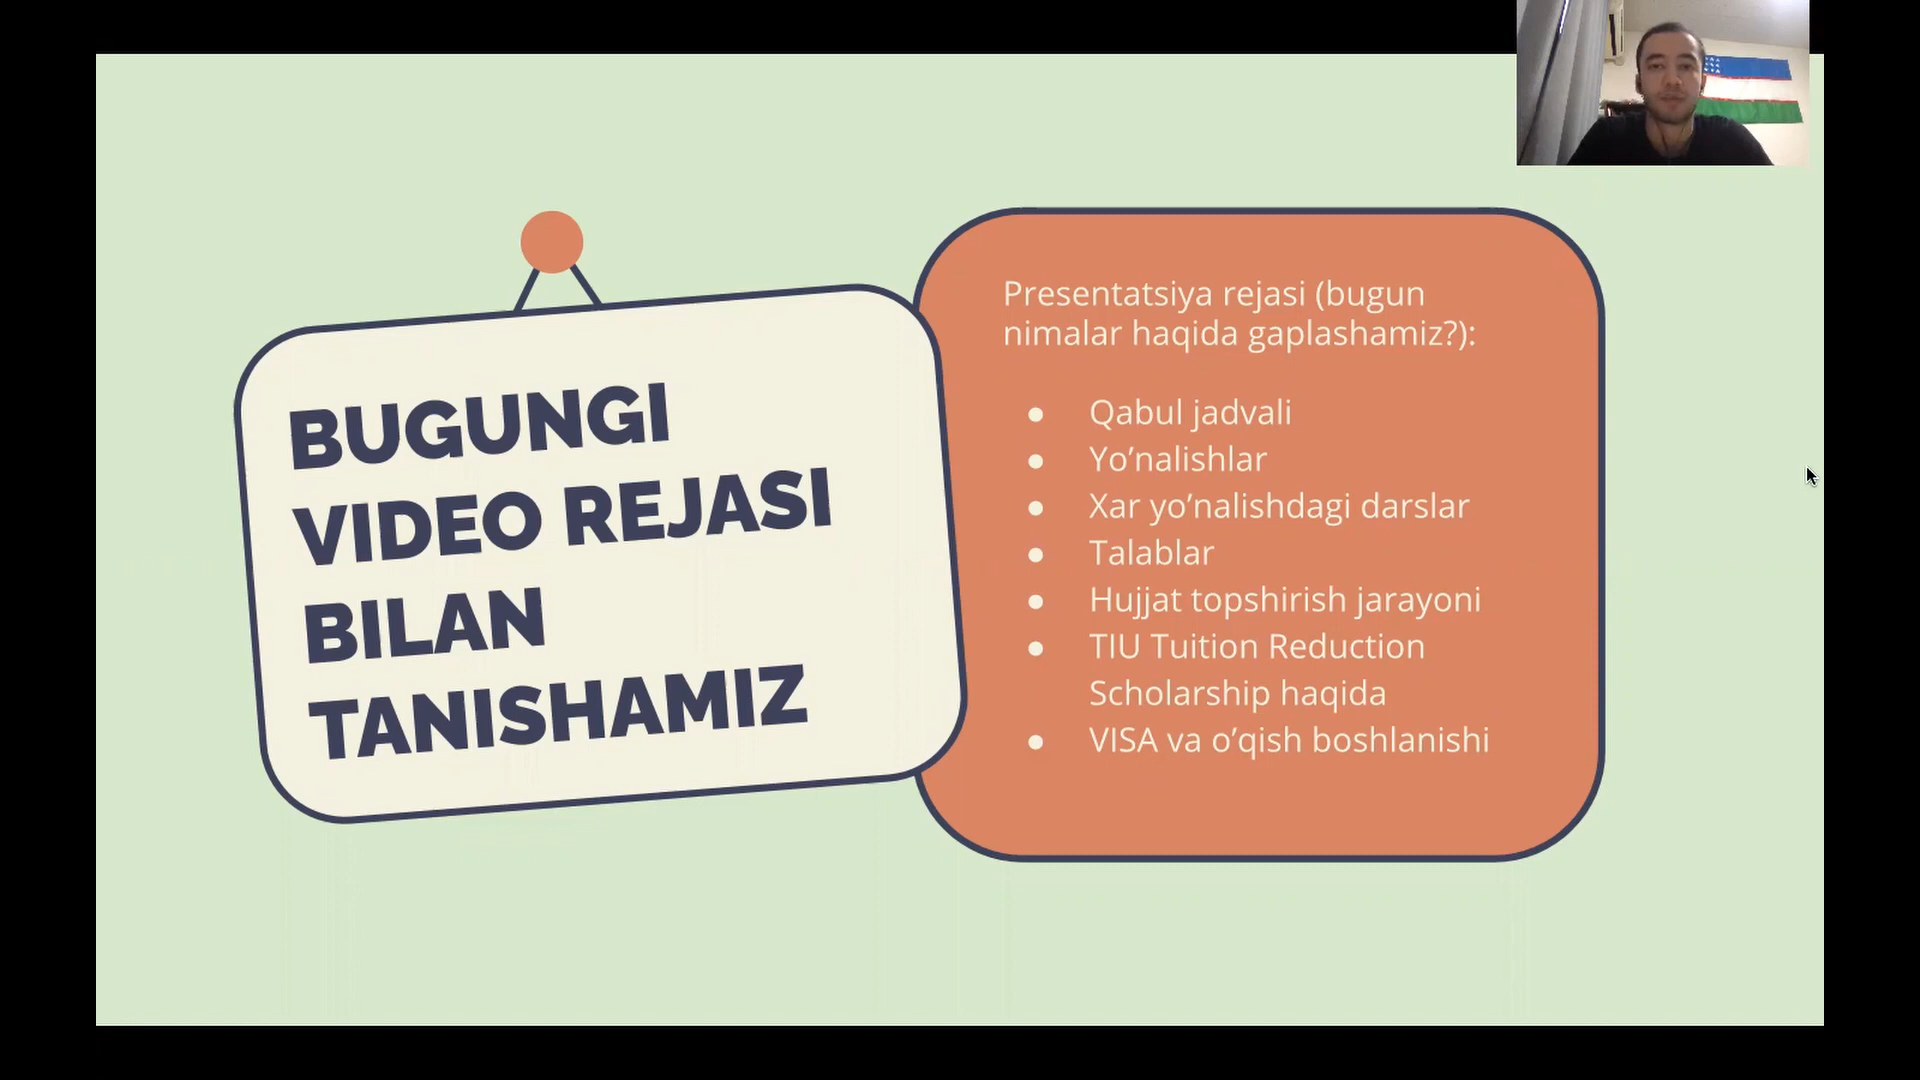 BUGUNGI
VIDEO REJASI
BILAN
TANISHAMIZ
Presentatsiya rejasi (bugun
nimalar haqida gaplashamiz?):
● Qabul jadvali
● Yo’nalishlar
● Xar yo’nalishdagi darslar
● Talablar
● Hujjat topshirish jarayoni
● TIU Tuition Reduction
Scholarship haqida
● VISA va o’qish boshlanishi